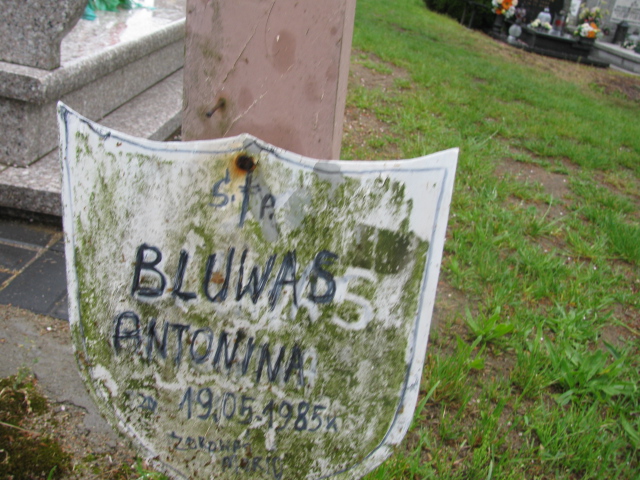 Ś.†P.
BLUWAS
ANTONINA
19.05.1985r